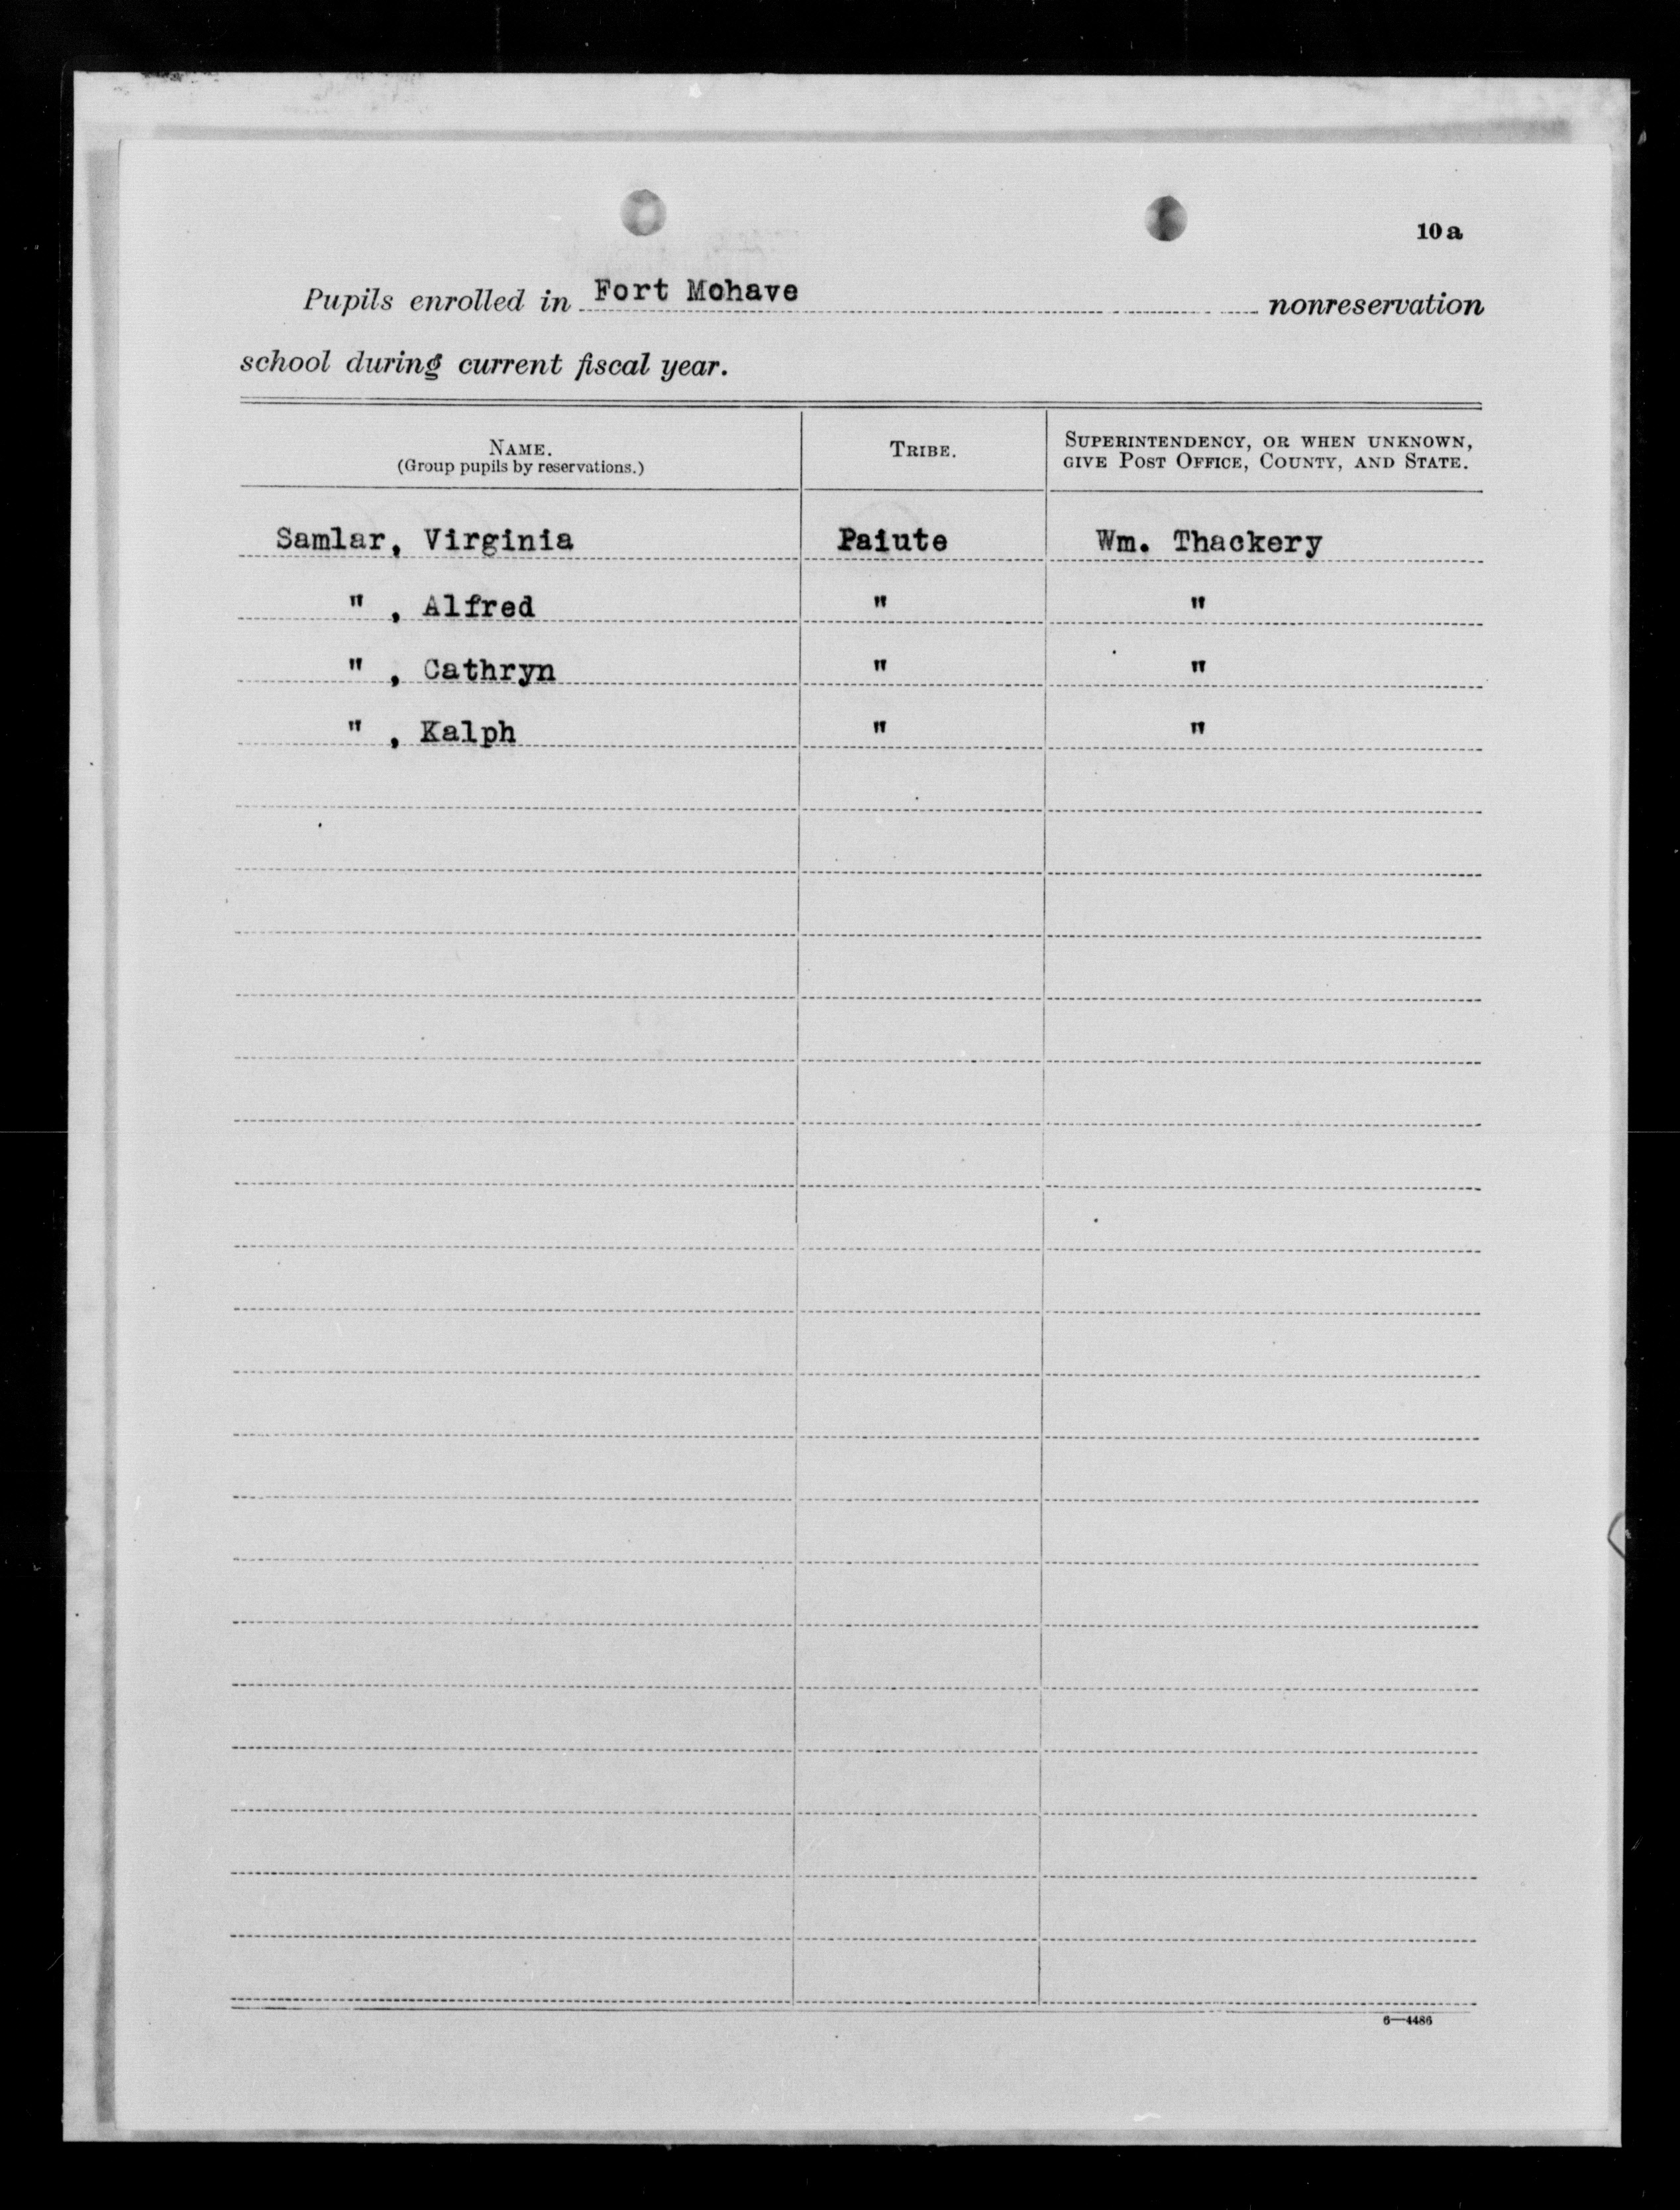 10a
Pupils enrolled in Fort Mohave nonreservation
school during current fiscal year.
NAME.
(Group pupils by reservations.)
TRIBE.
SUPERINTENDENCY, OR WHEN UNKNOWN,
GIVE POST OFFICE, COUNTY, AND STATE.
Samlar, Virginia Paiute Wm. Thackery
" , Alfred " "
" , Cathryn " "
" , Kalph " "
6—4486